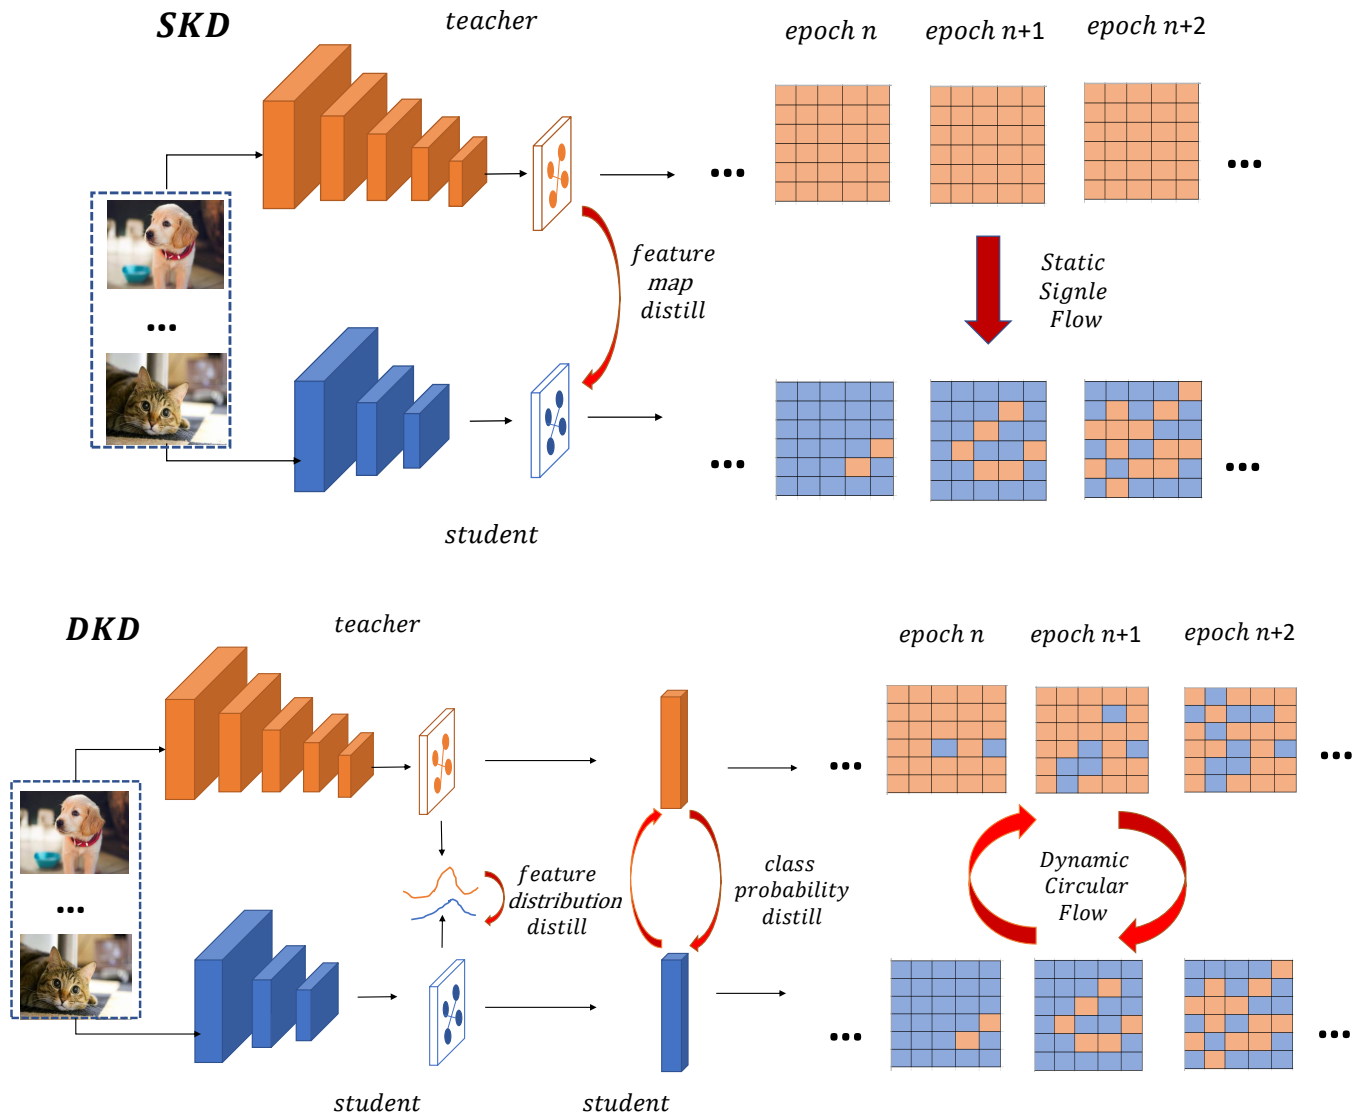 SKD
teacher
epoch n
epoch n+1
epoch n+2
feature
map
distill
Static
Signle
Flow
student
DKD
teacher
epoch n
epoch n+1
epoch n+2
feature
distribution
distill
class
probability
distill
Dynamic
Circular
Flow
student
student